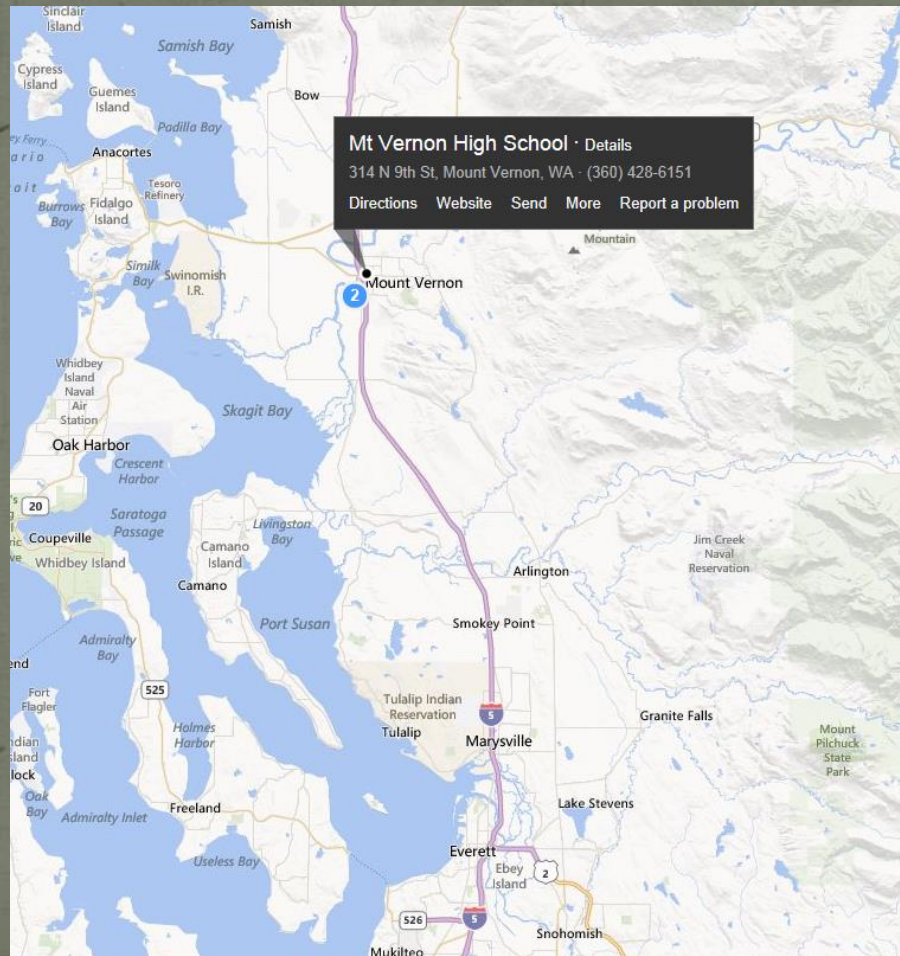 Sinclair
Island
Samish
Samish Bay
Cypress
Island
Guemes
Island
Bow
Padilla Bay
Anacortes
Mt Vernon High School · Details
314 N 9th St, Mount Vernon, WA · (360) 428-6151
Directions Website Send More Report a problem
Tesoro
Refinery
Burrows
Bay
Fidalgo
Island
Mountain
Similk
Bay
Swinomish
I.R.
Mount Vernon
2
Whidbey
Island
Naval
Air
Station
Skagit Bay
Oak Harbor
Crescent
Harbor
20
Saratoga
Passage
Livingston
Bay
Coupeville
Whidbey Island
Camano
Island
Camano
Jim Creek
Naval
Reservation
Arlington
Port Susan
Smokey Point
Admiralty
Bay
end
Fort
Flagler
525
Tulalip Indian
Reservation
Tulalip
5
Marysville
Granite Falls
Holmes
Harbor
Mount
Pilchuck
State
Park
ndian
sland
lock
Oak
Bay
Admiralty Inlet
Freeland
Lake Stevens
Useless Bay
Everett
Ebey
Island
2
526
5
Snohomish
Mukilteo